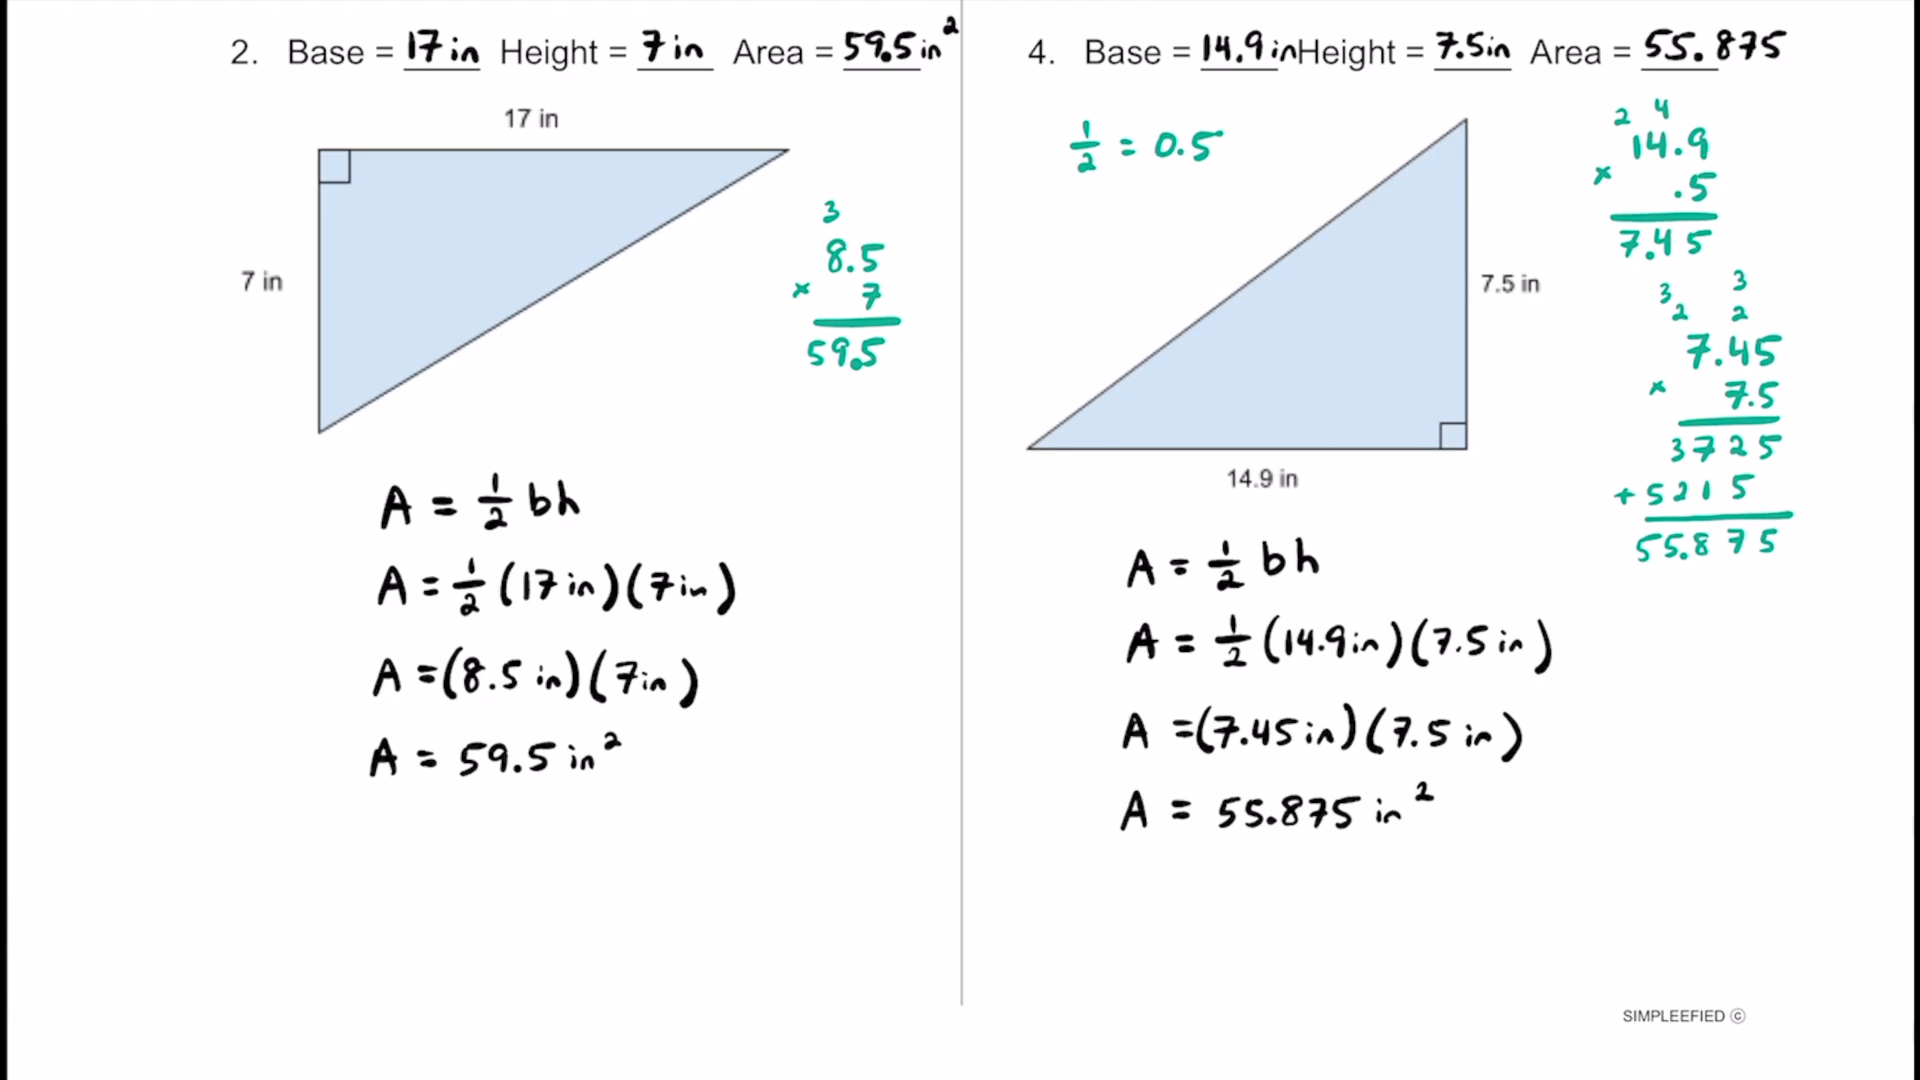 2. Base = 17 in Height = 7 in Area = 59.5 in²
17 in
7 in
3
8.5
× 7
59.5
A = 1/2 bh
A = 1/2 (17 in)(7 in)
A = (8.5 in)(7 in)
A = 59.5 in²
4. Base = 14.9 in Height = 7.5 in Area = 55.875
1/2 = 0.5
7.5 in
14.9 in
2 4
14.9
× .5
7.45
3 3
2 2
7.45
× 7.5
3725
+ 5215
55.875
A = 1/2 bh
A = 1/2 (14.9 in)(7.5 in)
A = (7.45 in)(7.5 in)
A = 55.875 in²
SIMPLEEFIED ©